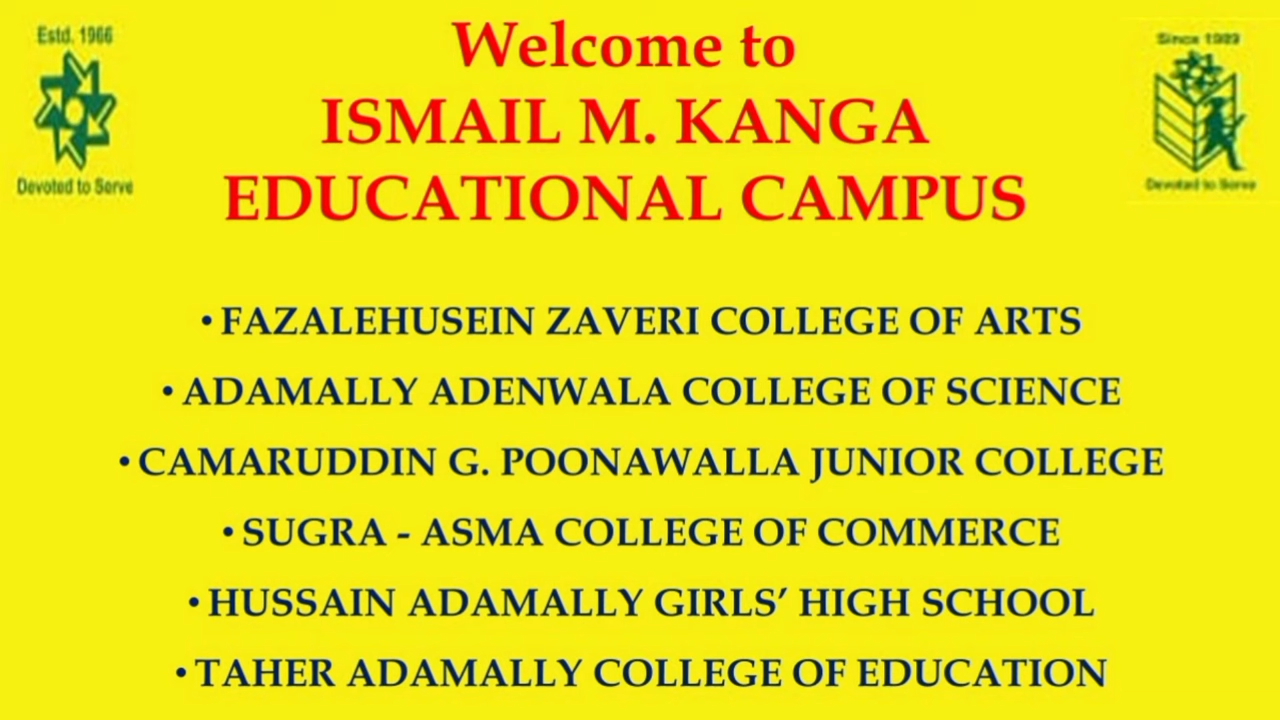 Estd. 1966
Devoted to Serve
Welcome to
ISMAIL M. KANGA
EDUCATIONAL CAMPUS
Since 1989
Devoted to Serve
• FAZALEHUSEIN ZAVERI COLLEGE OF ARTS
• ADAMALLY ADENWALA COLLEGE OF SCIENCE
• CAMARUDDIN G. POONAWALLA JUNIOR COLLEGE
• SUGRA - ASMA COLLEGE OF COMMERCE
• HUSSAIN ADAMALLY GIRLS’ HIGH SCHOOL
• TAHER ADAMALLY COLLEGE OF EDUCATION